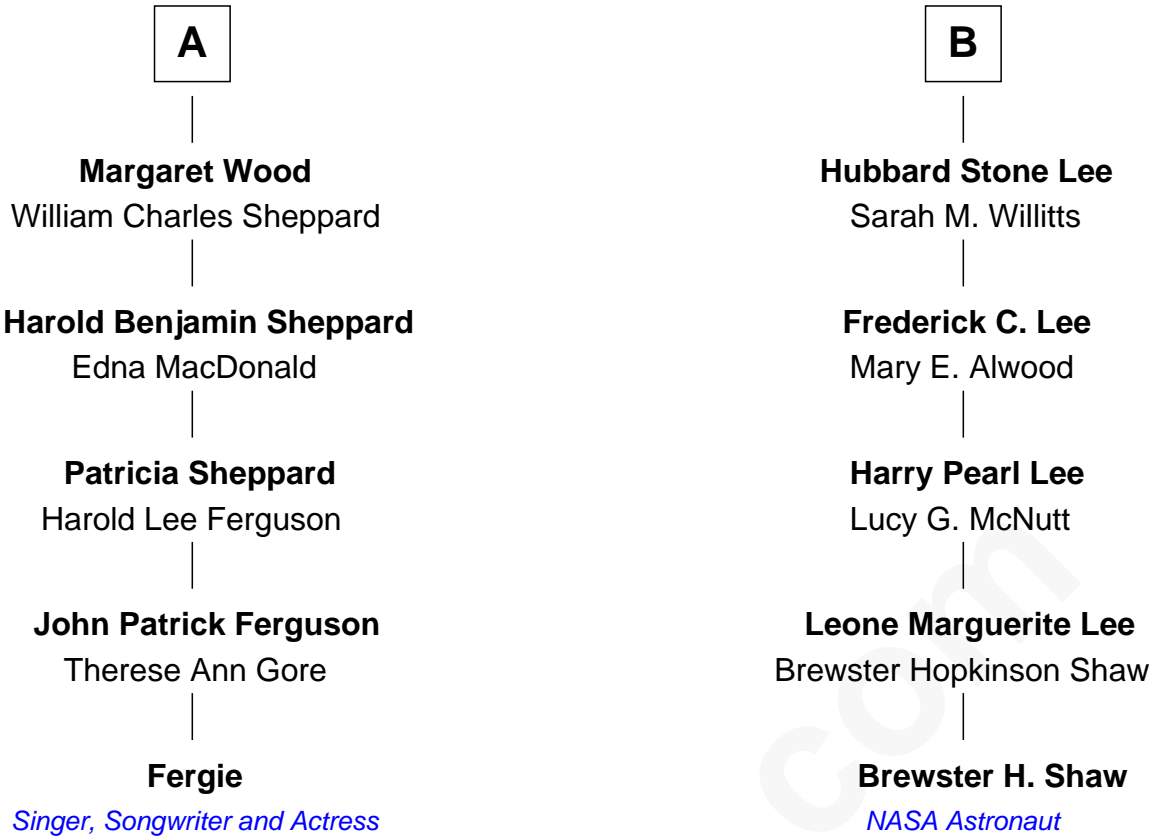 A
B
Margaret Wood
William Charles Sheppard
Hubbard Stone Lee
Sarah M. Willitts
Harold Benjamin Sheppard
Edna MacDonald
Frederick C. Lee
Mary E. Alwood
Patricia Sheppard
Harold Lee Ferguson
Harry Pearl Lee
Lucy G. McNutt
John Patrick Ferguson
Therese Ann Gore
Leone Marguerite Lee
Brewster Hopkinson Shaw
Fergie
Singer, Songwriter and Actress
Brewster H. Shaw
NASA Astronaut
com